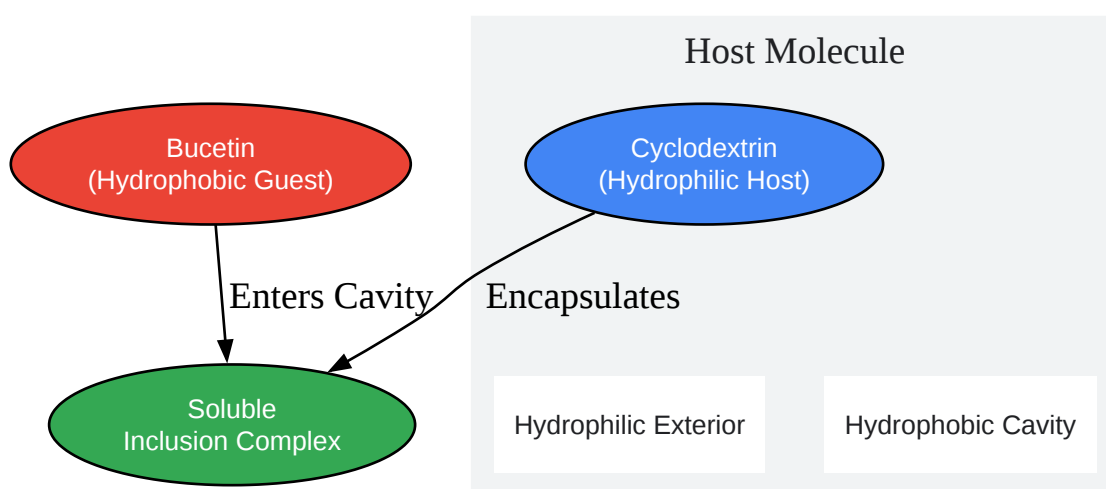 Host Molecule
Bucetin
(Hydrophobic Guest)
Cyclodextrin
(Hydrophilic Host)
Enters Cavity
Encapsulates
Soluble
Inclusion Complex
Hydrophilic Exterior
Hydrophobic Cavity